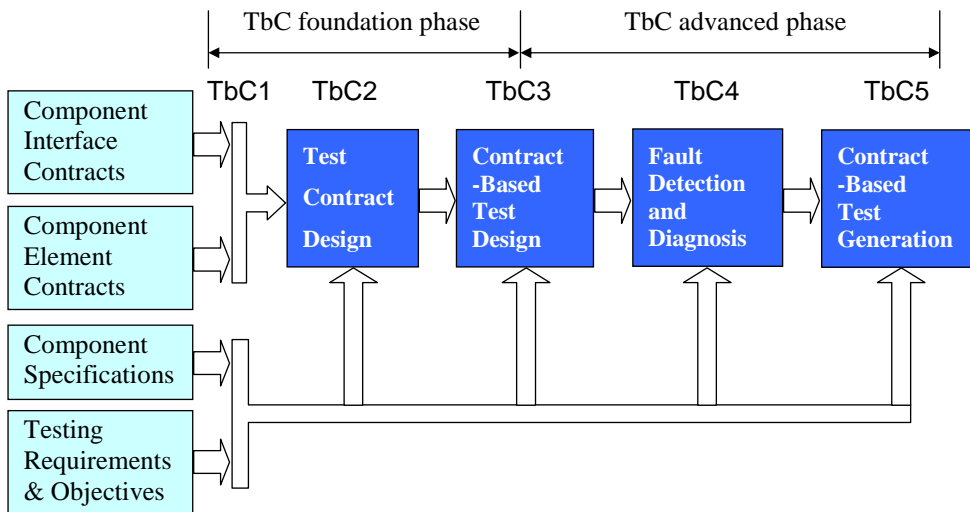 TbC foundation phase
TbC advanced phase
TbC1
TbC2
TbC3
TbC4
TbC5
Component
Interface
Contracts
Component
Element
Contracts
Component
Specifications
Testing
Requirements
& Objectives
Test
Contract
Design
Contract
-Based
Test
Design
Fault
Detection
and
Diagnosis
Contract
-Based
Test
Generation